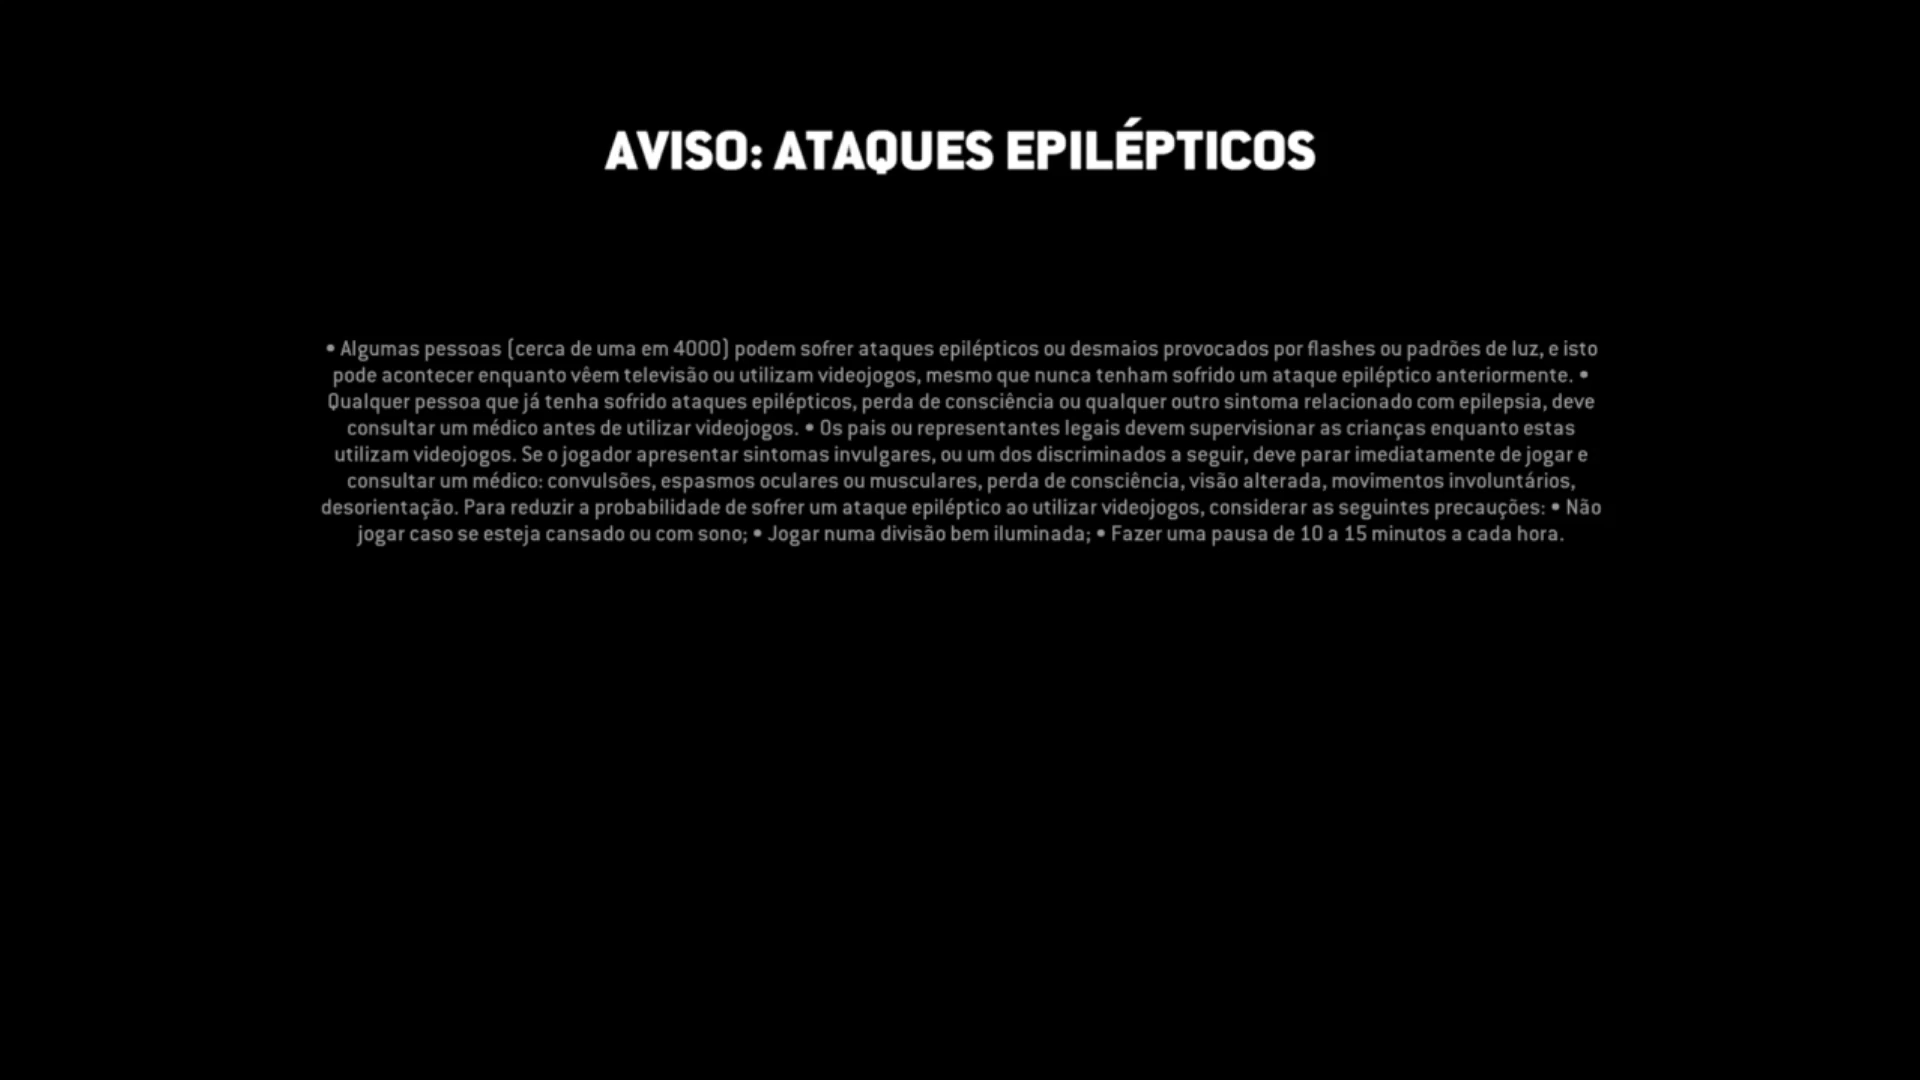 AVISO: ATAQUES EPILÉPTICOS
• Algumas pessoas (cerca de uma em 4000) podem sofrer ataques epilépticos ou desmaios provocados por flashes ou padrões de luz, e isto
pode acontecer enquanto vêem televisão ou utilizam videojogos, mesmo que nunca tenham sofrido um ataque epiléptico anteriormente. •
Qualquer pessoa que já tenha sofrido ataques epilépticos, perda de consciência ou qualquer outro sintoma relacionado com epilepsia, deve
consultar um médico antes de utilizar videojogos. • Os pais ou representantes legais devem supervisionar as crianças enquanto estas
utilizam videojogos. Se o jogador apresentar sintomas invulgares, ou um dos discriminados a seguir, deve parar imediatamente de jogar e
consultar um médico: convulsões, espasmos oculares ou musculares, perda de consciência, visão alterada, movimentos involuntários,
desorientação. Para reduzir a probabilidade de sofrer um ataque epiléptico ao utilizar videojogos, considerar as seguintes precauções: • Não
jogar caso se esteja cansado ou com sono; • Jogar numa divisão bem iluminada; • Fazer uma pausa de 10 a 15 minutos a cada hora.